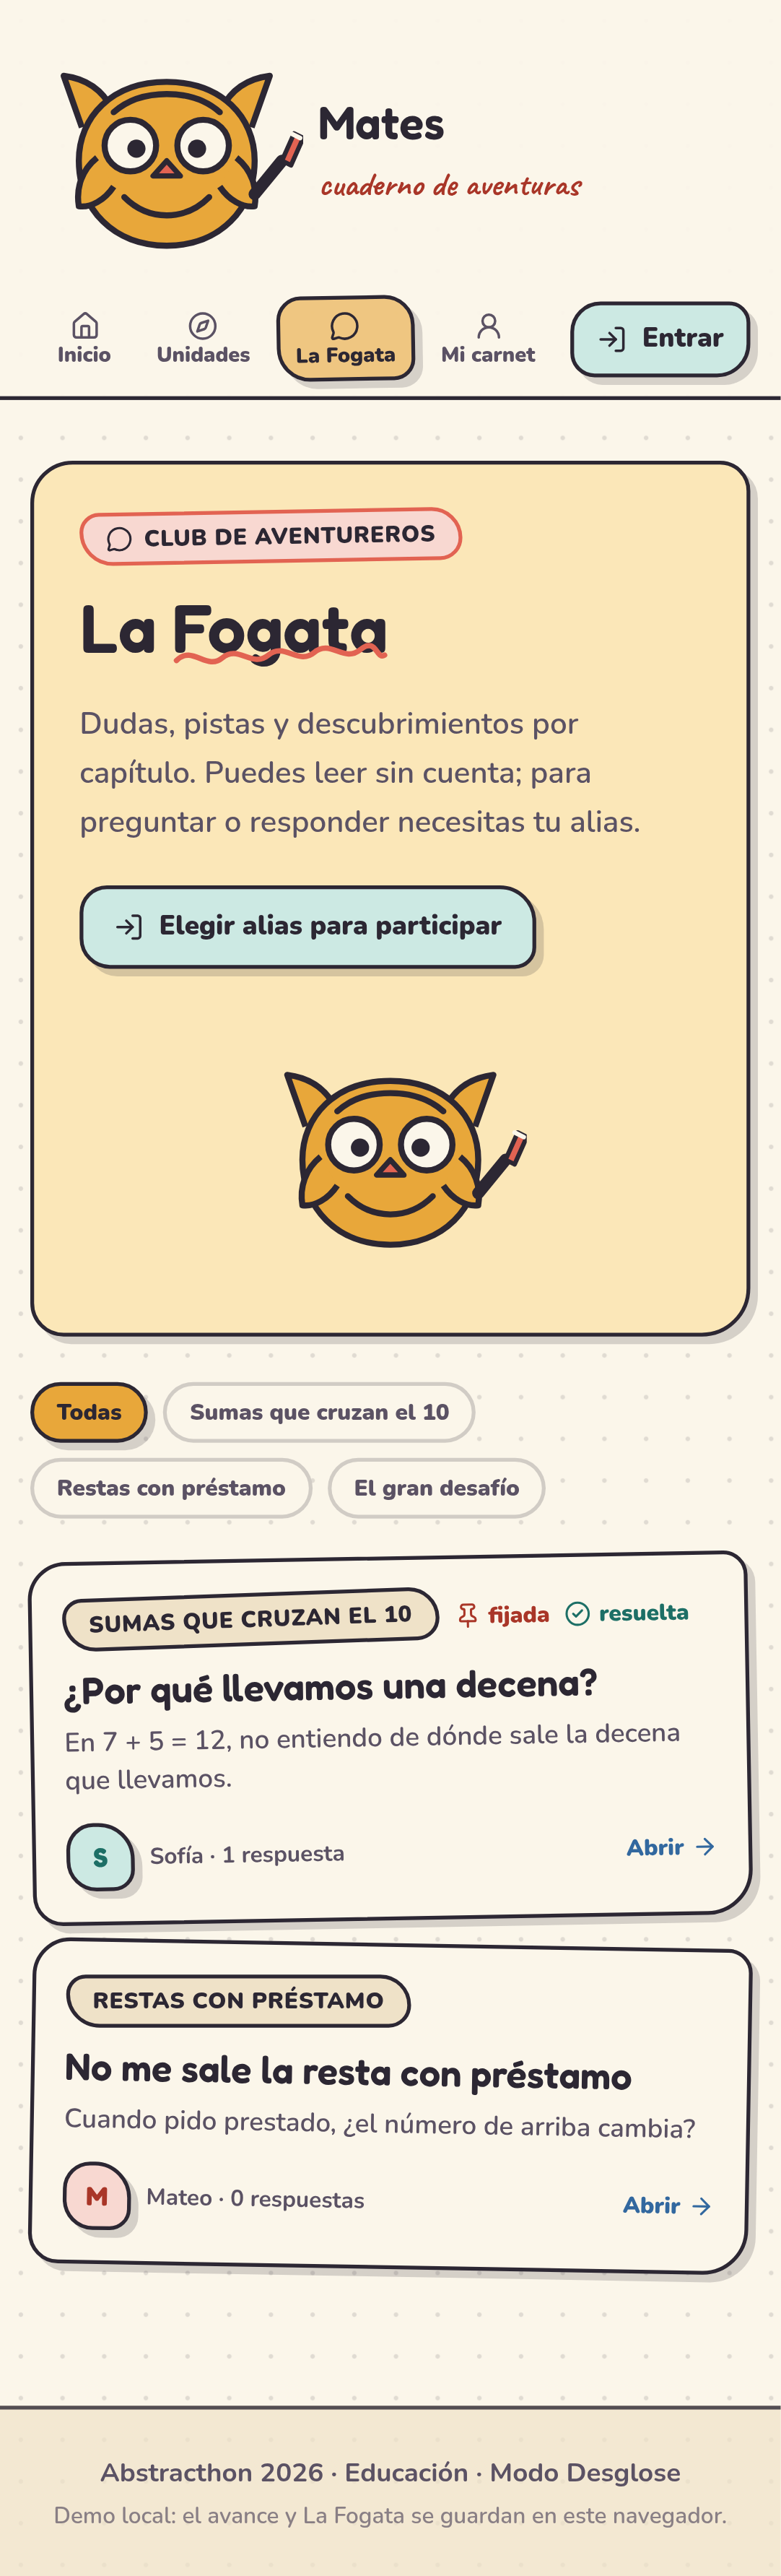 Mates
cuaderno de aventuras
Inicio
Unidades
La Fogata
Mi carnet
Entrar
CLUB DE AVENTUREROS
La Fogata
Dudas, pistas y descubrimientos por
capítulo. Puedes leer sin cuenta; para
preguntar o responder necesitas tu alias.
Elegir alias para participar
Todas
Sumas que cruzan el 10
Restas con préstamo
El gran desafío
SUMAS QUE CRUZAN EL 10
fijada
resuelta
¿Por qué llevamos una decena?
En 7 + 5 = 12, no entiendo de dónde sale la decena
que llevamos.
S
Sofía · 1 respuesta
Abrir →
RESTAS CON PRÉSTAMO
No me sale la resta con préstamo
Cuando pido prestado, ¿el número de arriba cambia?
M
Mateo · 0 respuestas
Abrir →
Abstracthon 2026 · Educación · Modo Desglose
Demo local: el avance y La Fogata se guardan en este navegador.